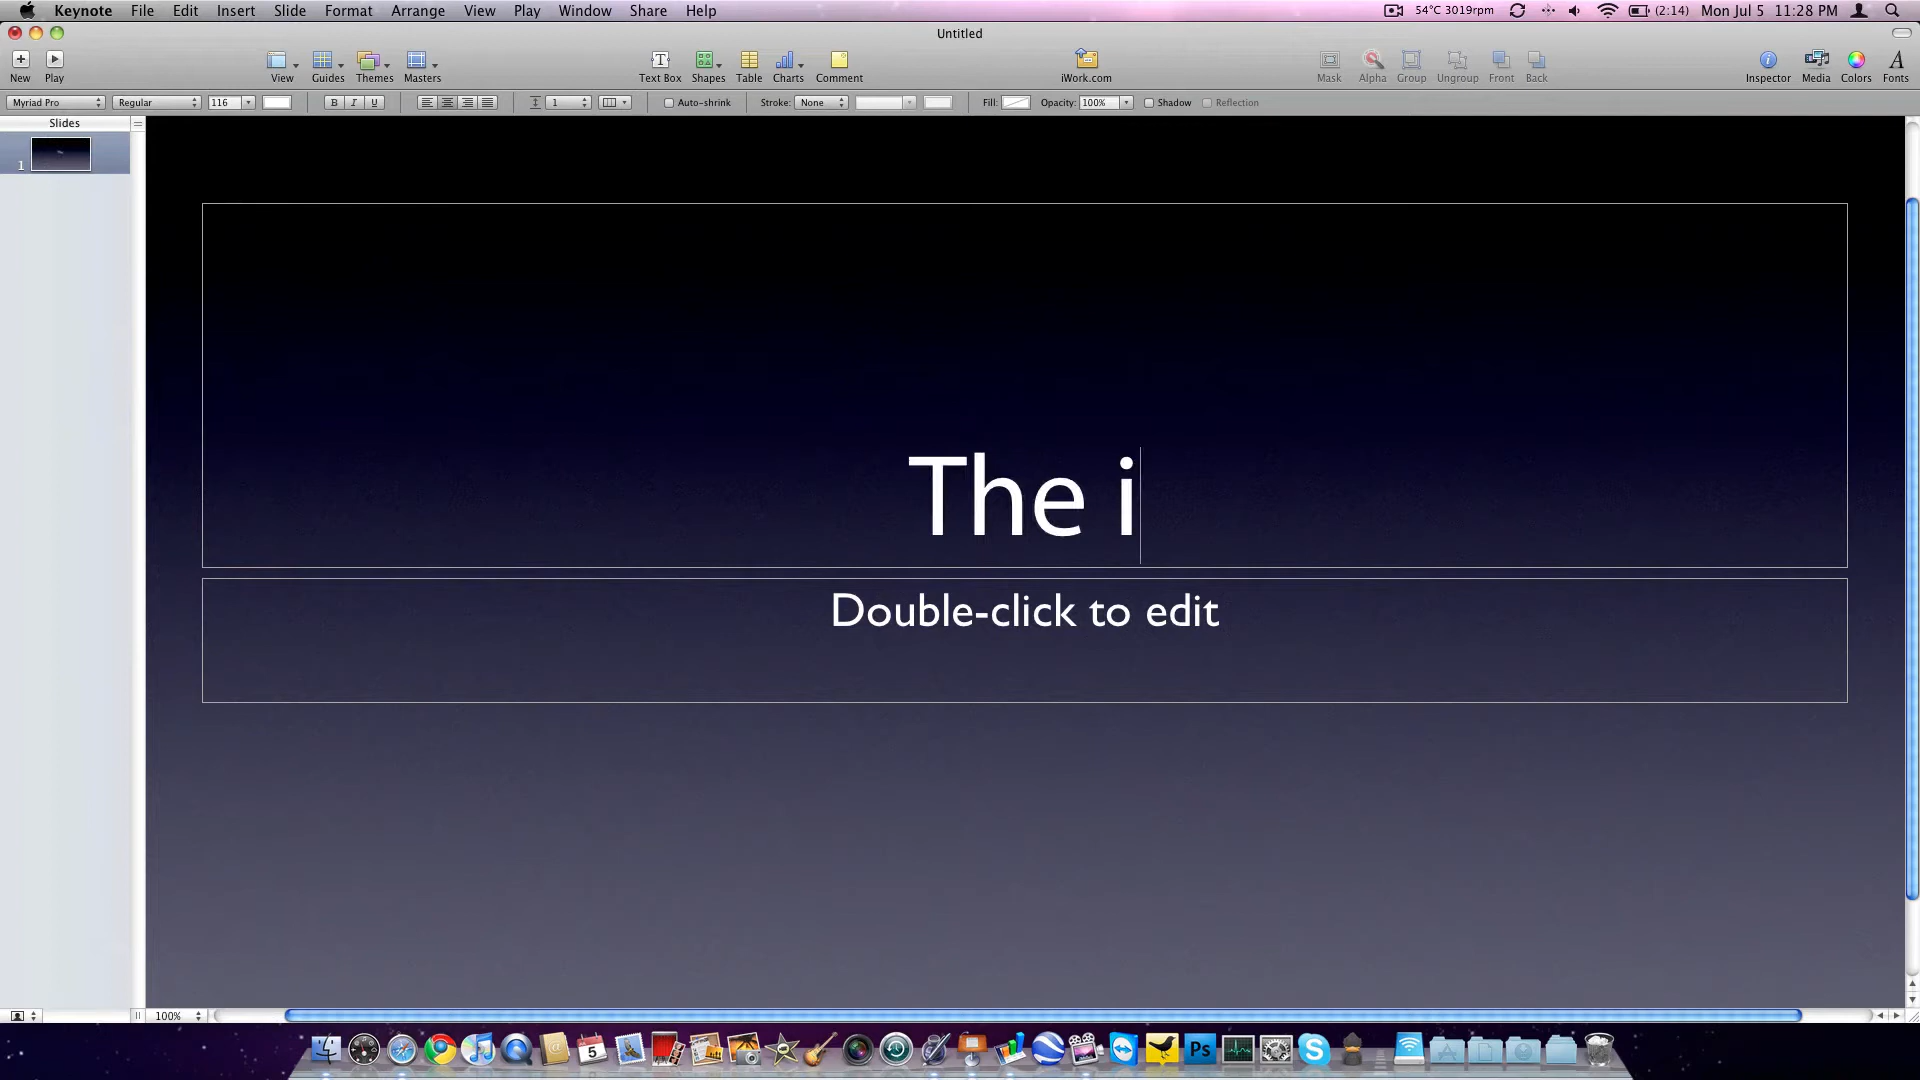 Keynote File Edit Insert Slide Format Arrange View Play Window Share Help 54°C 3019rpm (2:14) Mon Jul 5 11:28 PM
Untitled
New Play View Guides Themes Masters Text Box Shapes Table Charts Comment iWork.com Mask Alpha Group Ungroup Front Back Inspector Media Colors Fonts
Myriad Pro Regular 116 B I U 1 Auto-shrink Stroke: None Fill: Opacity: 100% Shadow Reflection
Slides
1
The i
Double-click to edit
100%
5 Ps